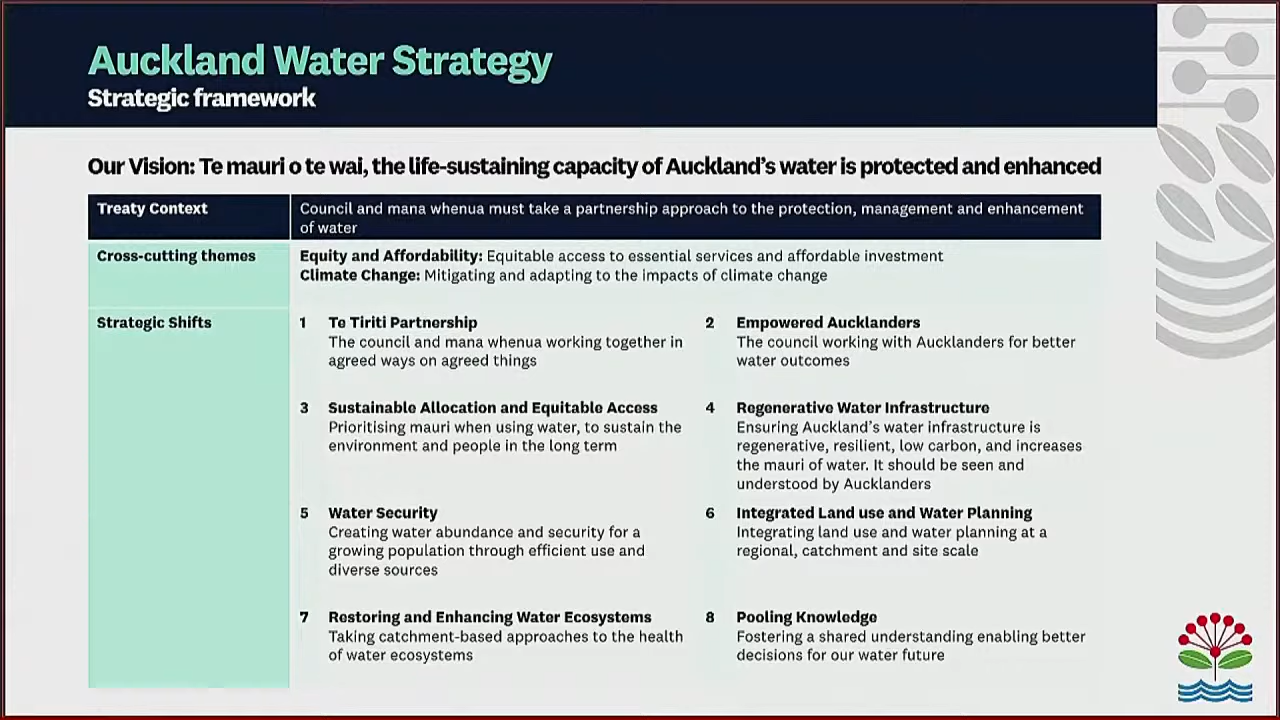 Auckland Water Strategy
Strategic framework
Our Vision: Te mauri o te wai, the life-sustaining capacity of Auckland's water is protected and enhanced
Treaty Context
Council and mana whenua must take a partnership approach to the protection, management and enhancement
of water
Cross-cutting themes
Equity and Affordability: Equitable access to essential services and affordable investment
Climate Change: Mitigating and adapting to the impacts of climate change
Strategic Shifts
1 Te Tiriti Partnership
The council and mana whenua working together in
agreed ways on agreed things
2 Empowered Aucklanders
The council working with Aucklanders for better
water outcomes
3 Sustainable Allocation and Equitable Access
Prioritising mauri when using water, to sustain the
environment and people in the long term
4 Regenerative Water Infrastructure
Ensuring Auckland's water infrastructure is
regenerative, resilient, low carbon, and increases
the mauri of water. It should be seen and
understood by Aucklanders
5 Water Security
Creating water abundance and security for a
growing population through efficient use and
diverse sources
6 Integrated Land use and Water Planning
Integrating land use and water planning at a
regional, catchment and site scale
7 Restoring and Enhancing Water Ecosystems
Taking catchment-based approaches to the health
of water ecosystems
8 Pooling Knowledge
Fostering a shared understanding enabling better
decisions for our water future